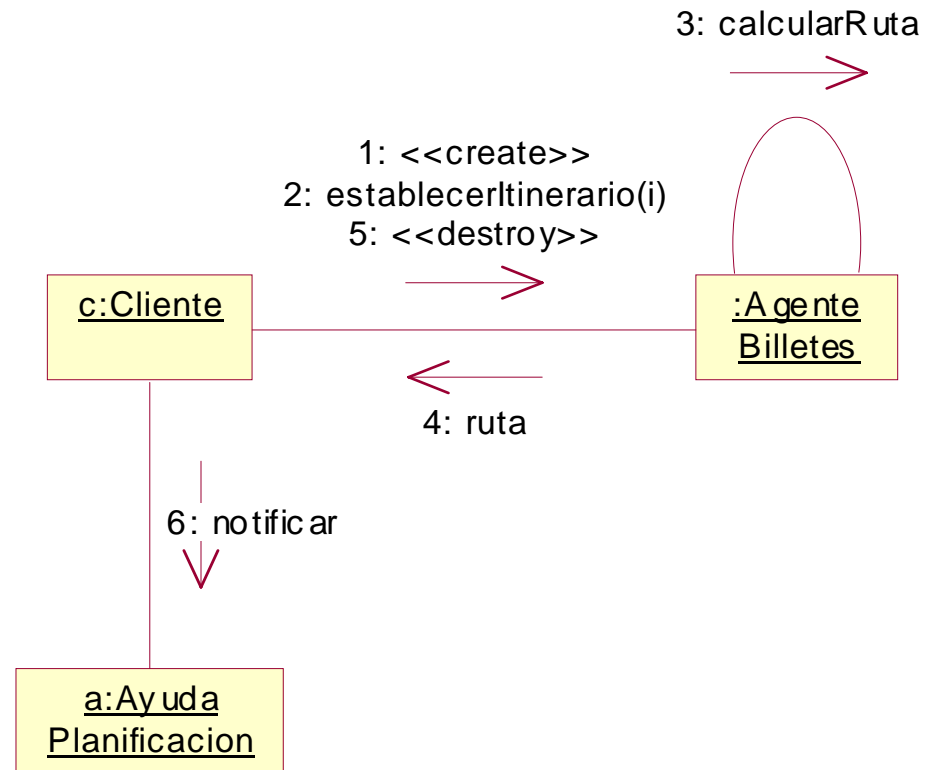 3: calcularRuta
1: <<create>>
2: establecerItinerario(i)
5: <<destroy>>
c:Cliente
:Agente
Billetes
4: ruta
6: notificar
a:Ayuda
Planificacion